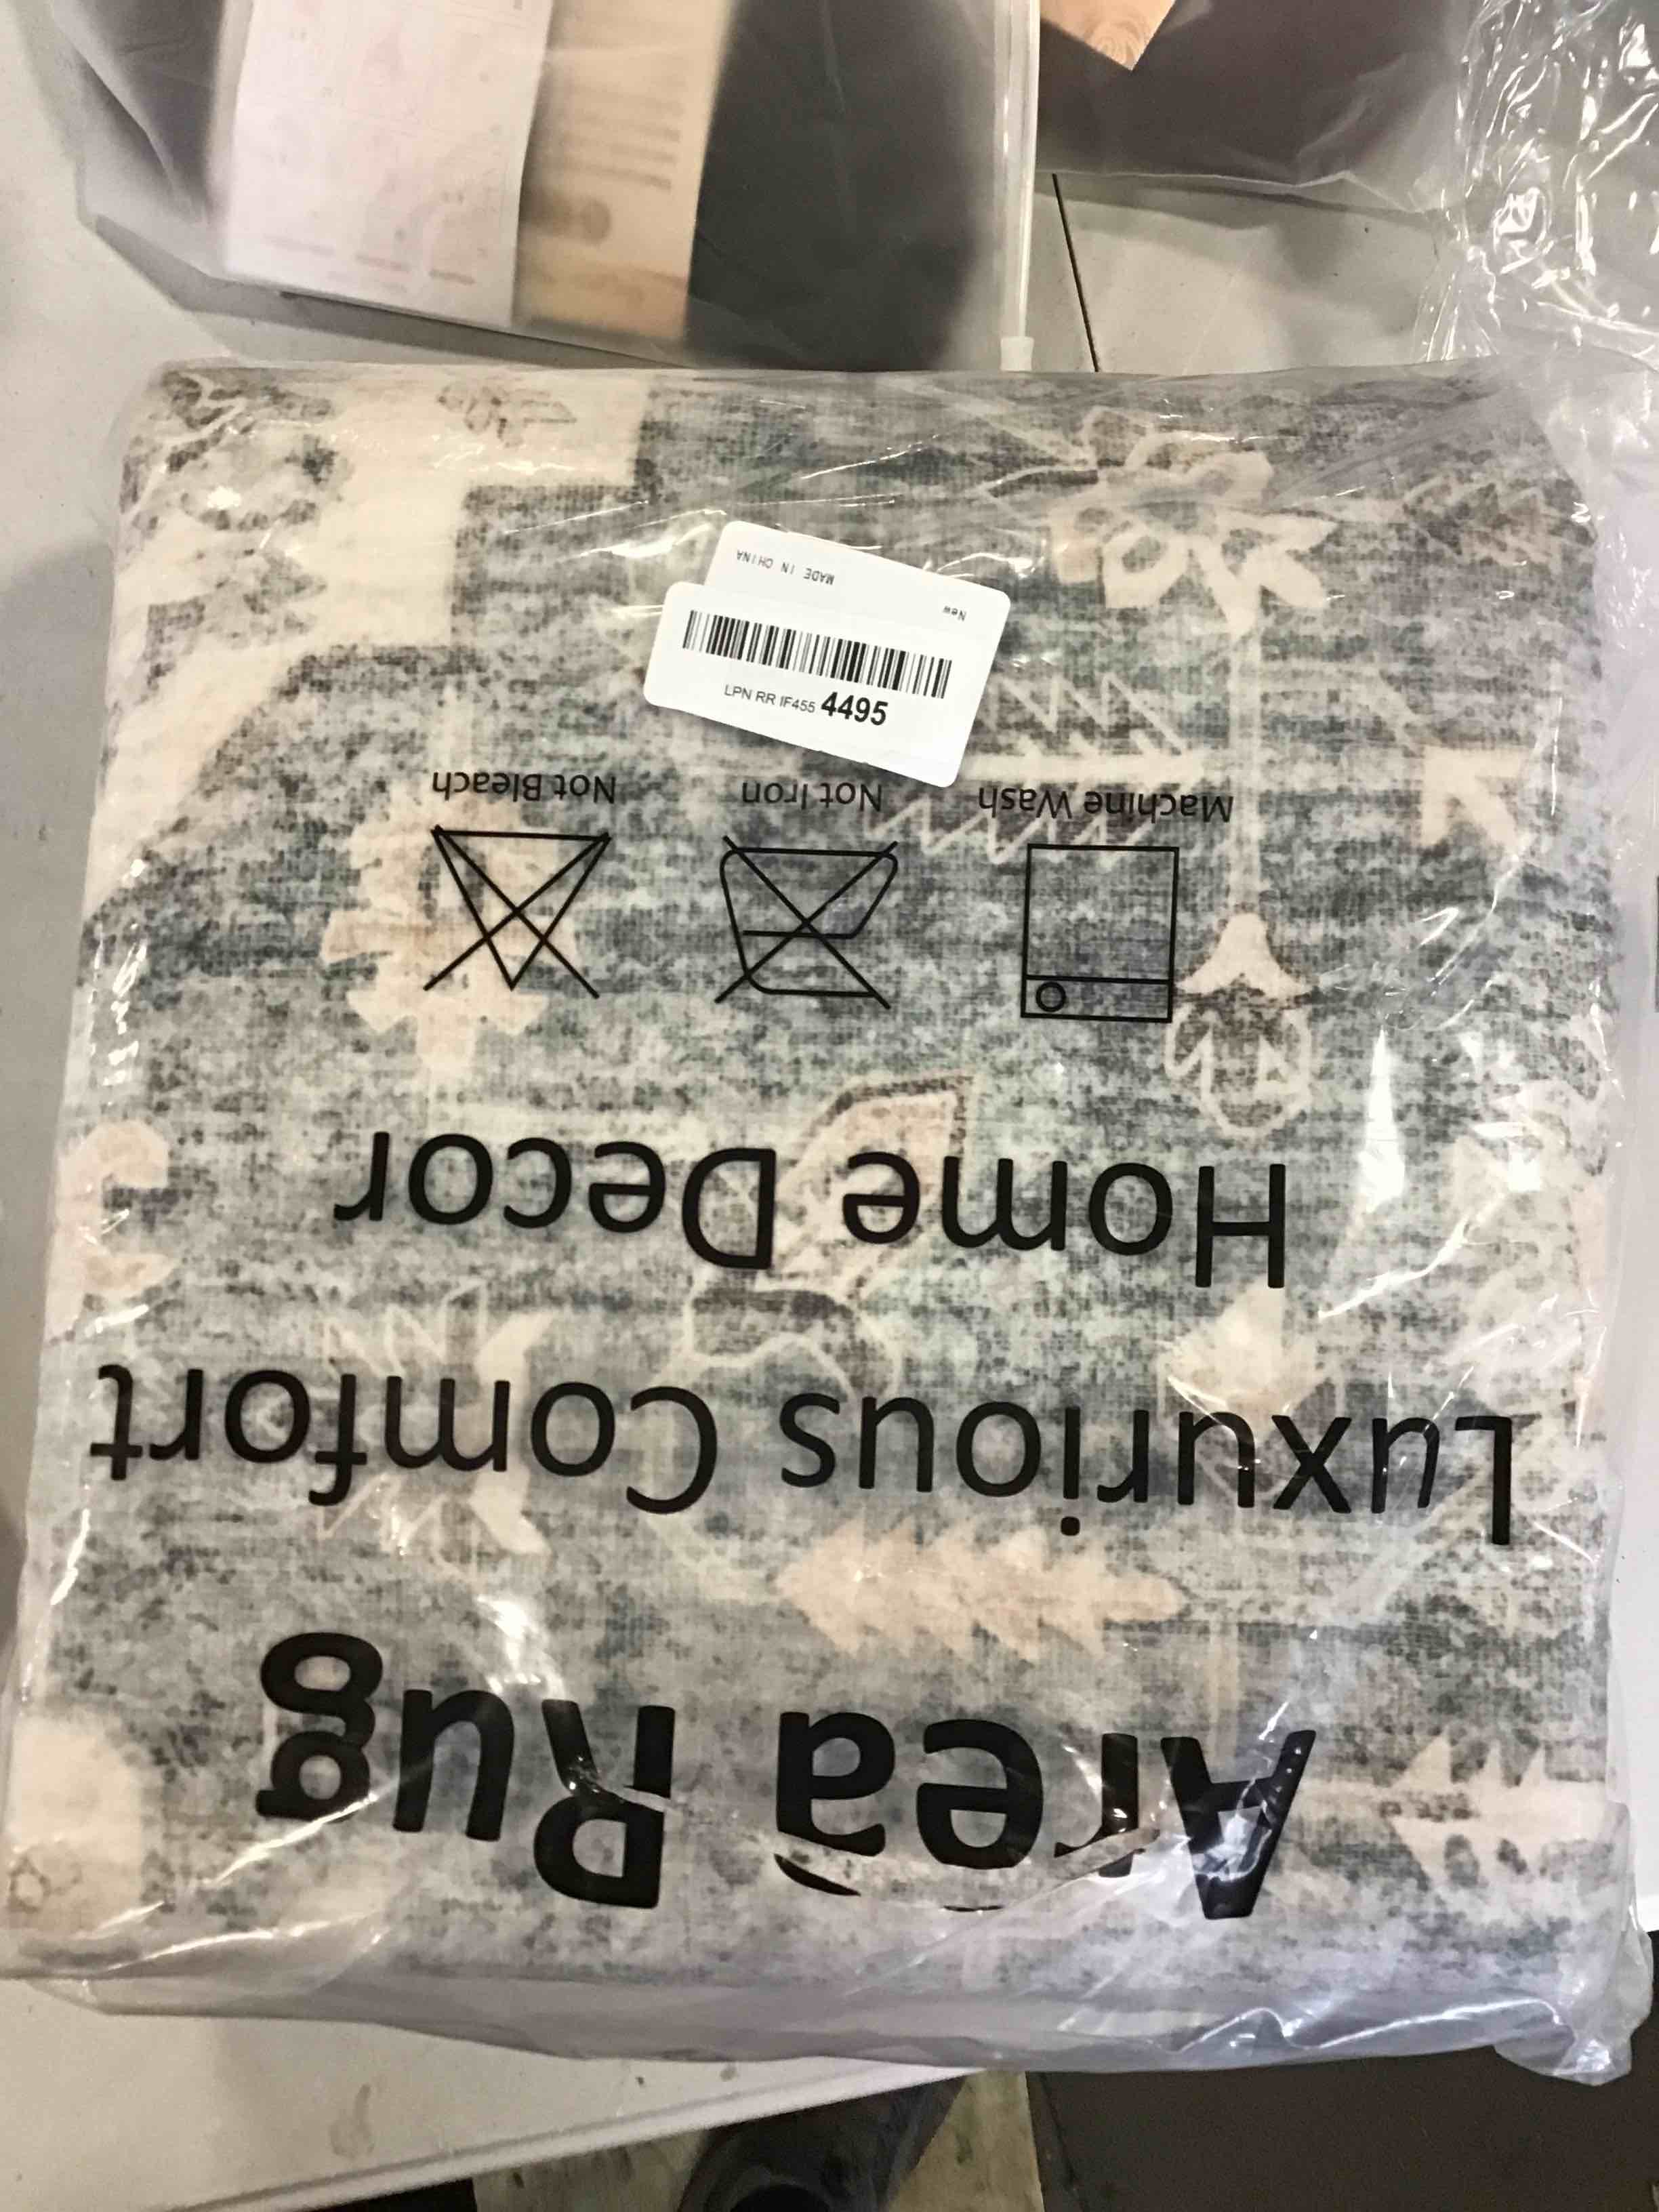 Area Rug
Luxurious Comfort
Home Decor
Machine Wash
Not Iron
Not Bleach
LPN RR IF455 4495
New
MADE IN CHINA